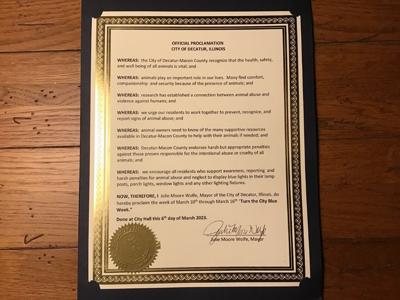 OFFICIAL PROCLAMATION
CITY OF DECATUR, ILLINOIS
WHEREAS: the City of Decatur-Macon County recognize that the health, safety,
and well being of all animals is vital; and
WHEREAS: animals play an important role in our lives. Many find comfort,
companionship and security because of the presence of animals; and
WHEREAS: research has established a connection between animal abuse and
violence against humans; and
WHEREAS: we urge our residents to work together to prevent, recognize, and
report signs of animal abuse; and
WHEREAS: animal owners need to know of the many supportive resources
available in Decatur-Macon County to help with their animals if needed; and
WHEREAS: Decatur-Macon County endorses harsh but appropriate penalties
against those proven responsible for the intentional abuse or cruelty of all
animals; and
WHEREAS: we encourage all residents who support awareness, reporting and
harsh penalties for animal abuse and neglect to display blue lights in their lamp
posts, porch lights, window lights and any other lighting fixtures.
NOW, THEREFORE, I Julie Moore Wolfe, Mayor of the City of Decatur, Illinois, do
hereby proclaim the week of March 10th through March 16th "Turn the City Blue
Week."
Done at City Hall this 6th day of March 2023.
Julie Moore Wolfe
Julie Moore Wolfe, Mayor